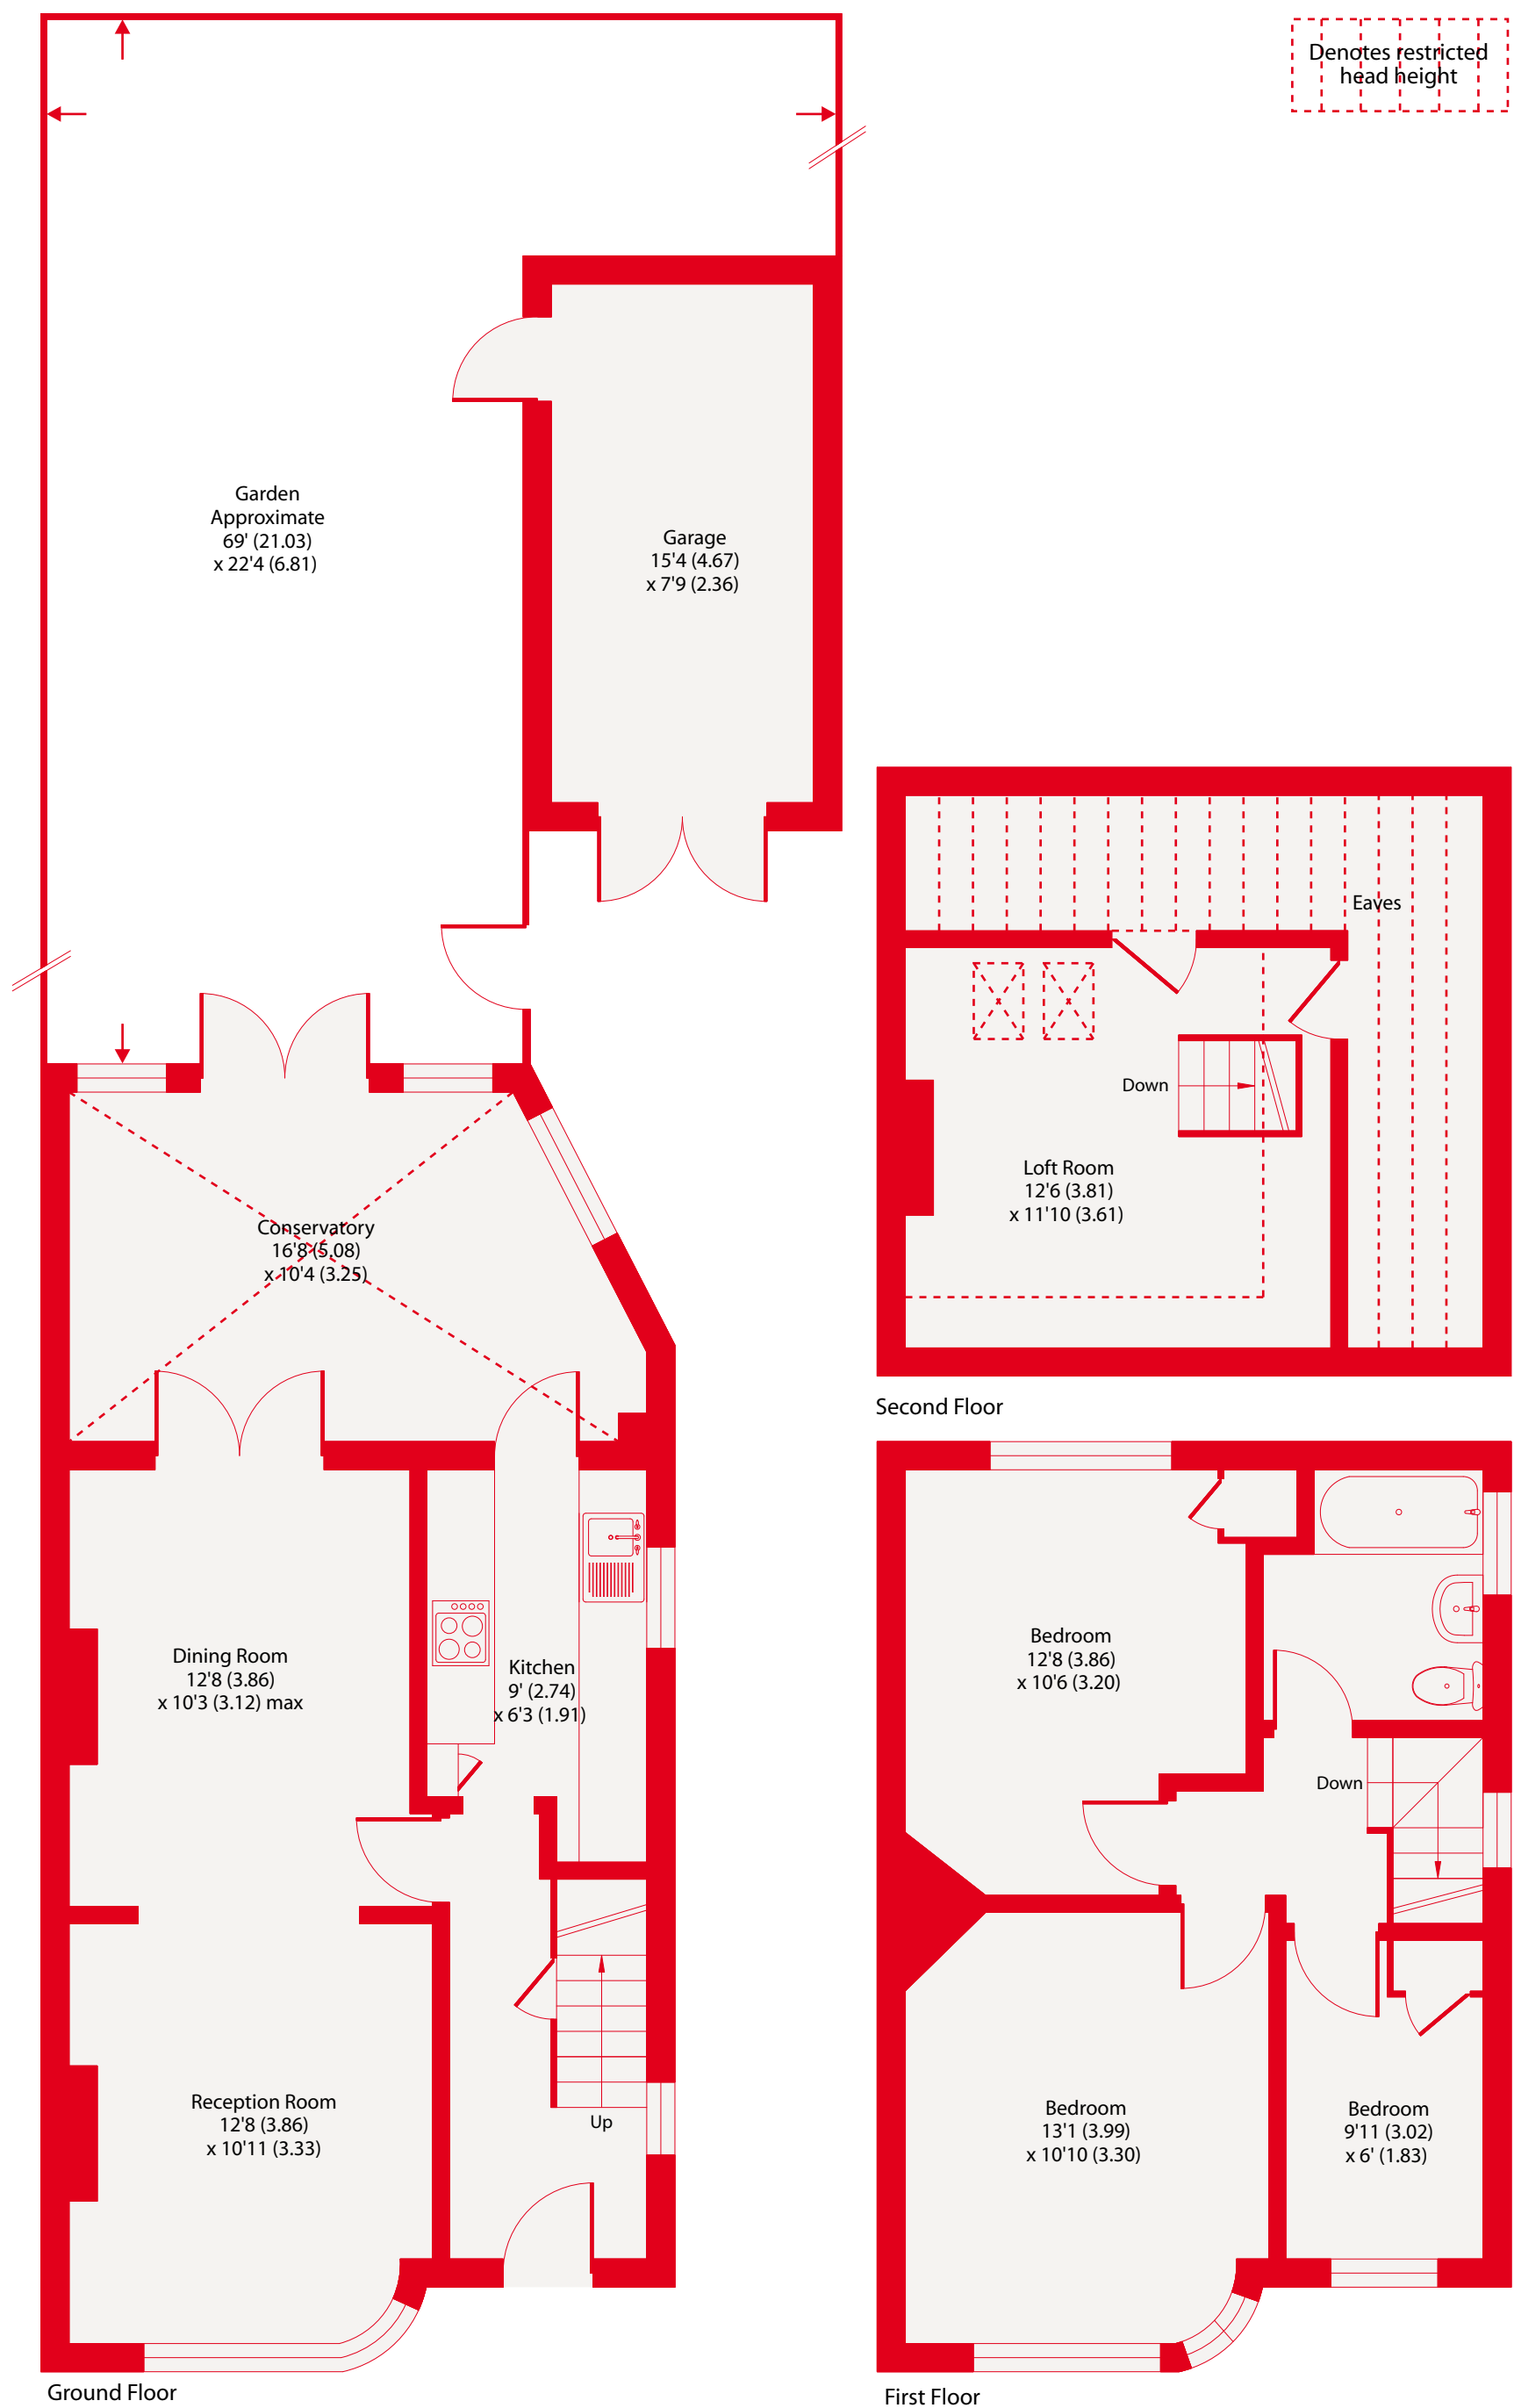 Denotes restricted
head height
Garden
Approximate
69' (21.03)
x 22'4 (6.81)
Garage
15'4 (4.67)
x 7'9 (2.36)
Eaves
Down
Loft Room
12'6 (3.81)
x 11'10 (3.61)
Second Floor
Conservatory
16'8 (5.08)
x 10'4 (3.25)
Dining Room
12'8 (3.86)
x 10'3 (3.12) max
Kitchen
9' (2.74)
x 6'3 (1.91)
Reception Room
12'8 (3.86)
x 10'11 (3.33)
Up
Ground Floor
Bedroom
12'8 (3.86)
x 10'6 (3.20)
Down
Bedroom
13'1 (3.99)
x 10'10 (3.30)
Bedroom
9'11 (3.02)
x 6' (1.83)
First Floor